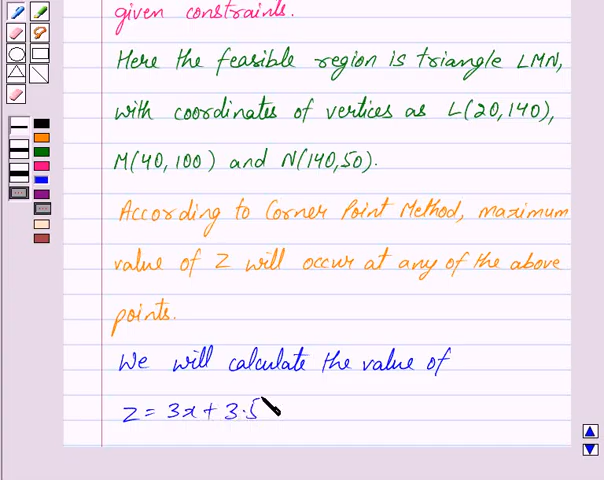 given constraints.
Here the feasible region is triangle LMN,
with coordinates of vertices as L(20,140),
M(40,100) and N(140,50).
According to Corner Point Method, maximum
value of Z will occur at any of the above
points.
We will calculate the value of
Z = 3x + 3.5